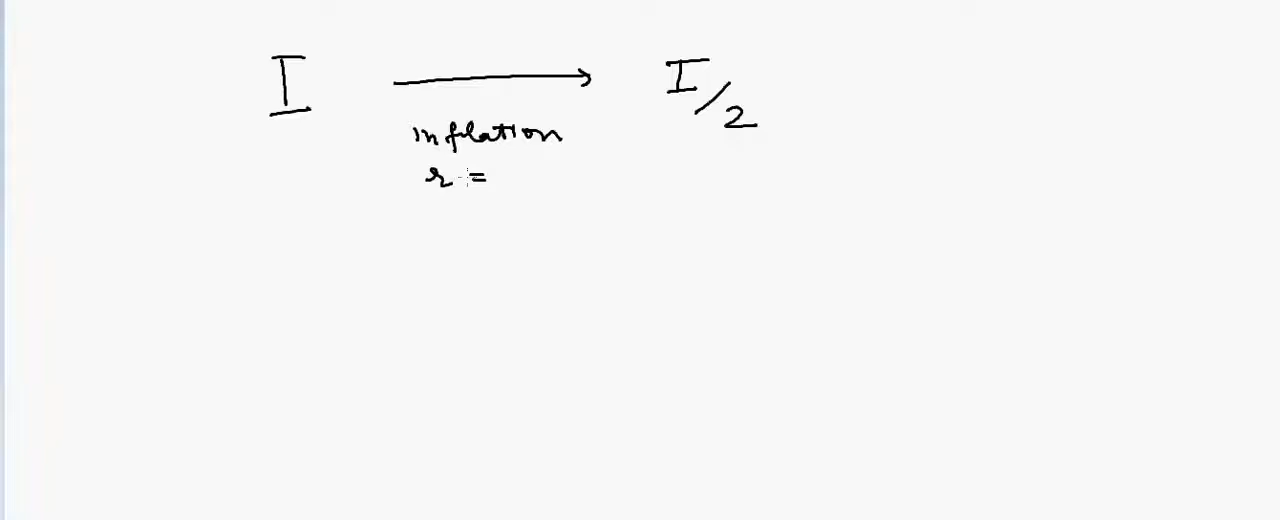 I → I/2
inflation
r =